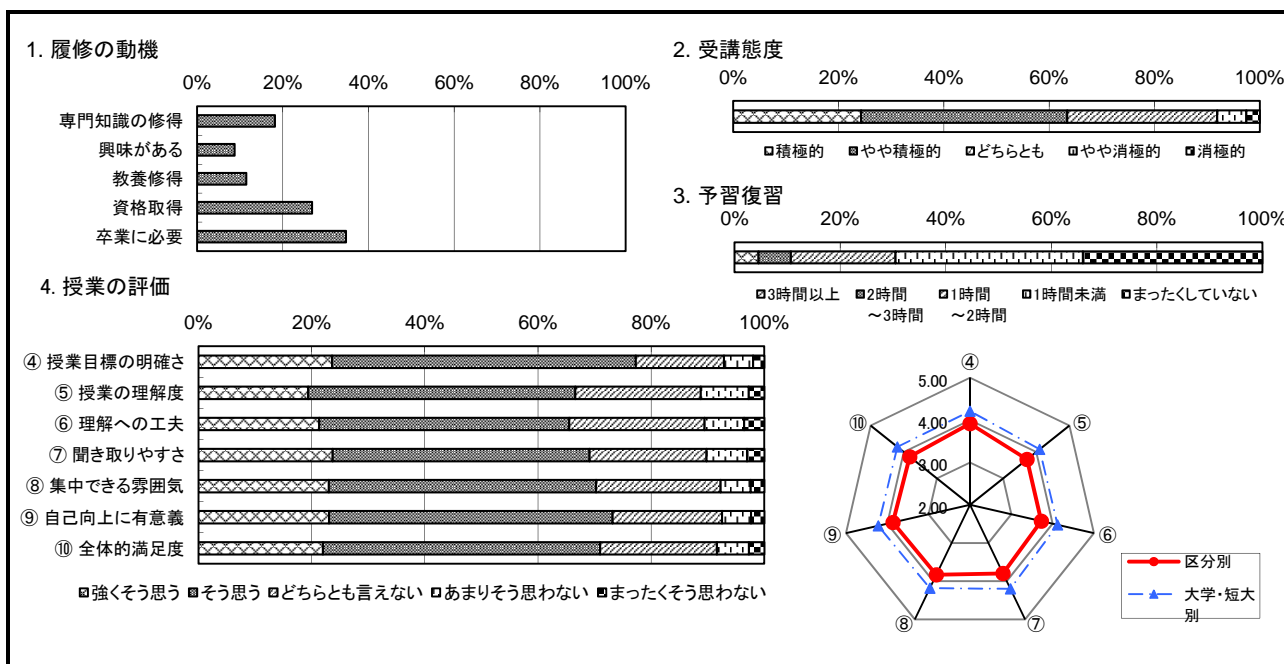 1. 履修の動機
0% 20% 40% 60% 80% 100%
専門知識の修得
興味がある
教養修得
資格取得
卒業に必要
2. 受講態度
0% 20% 40% 60% 80% 100%
積極的 やや積極的 どちらとも やや消極的 消極的
3. 予習復習
0% 20% 40% 60% 80% 100%
3時間以上 2時間 1時間 1時間未満 まったくしていない
～3時間 ～2時間
4. 授業の評価
0% 20% 40% 60% 80% 100%
④ 授業目標の明確さ
⑤ 授業の理解度
⑥ 理解への工夫
⑦ 聞き取りやすさ
⑧ 集中できる雰囲気
⑨ 自己向上に有意義
⑩ 全体的満足度
強くそう思う そう思う どちらとも言えない あまりそう思わない まったくそう思わない
④
5.00
⑩ 4.00 ⑤
3.00
2.00
⑨ ⑥
⑧ ⑦
区分別
大学・短大
別